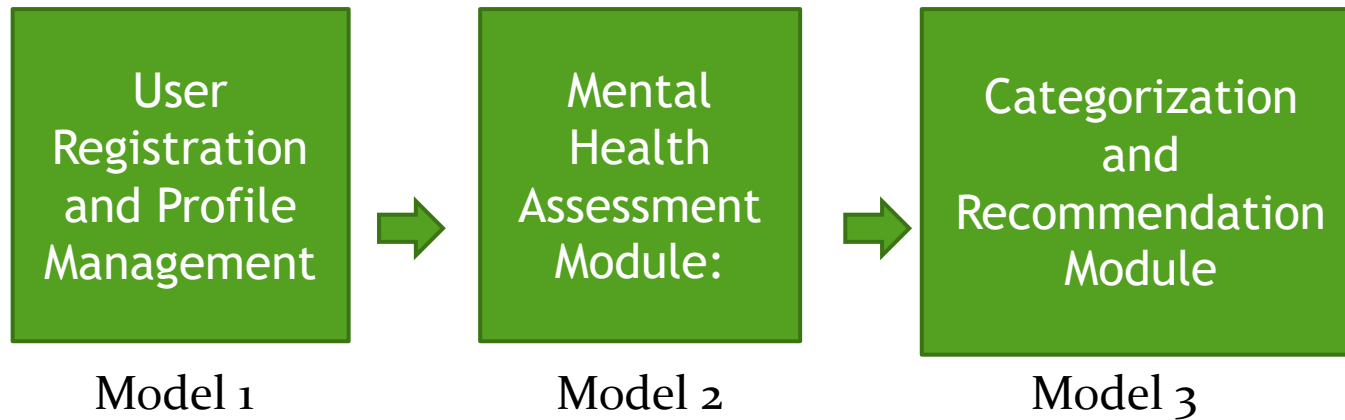 User
Registration
and Profile
Management
Mental
Health
Assessment
Module:
Categorization
and
Recommendation
Module
Model 1
Model 2
Model 3